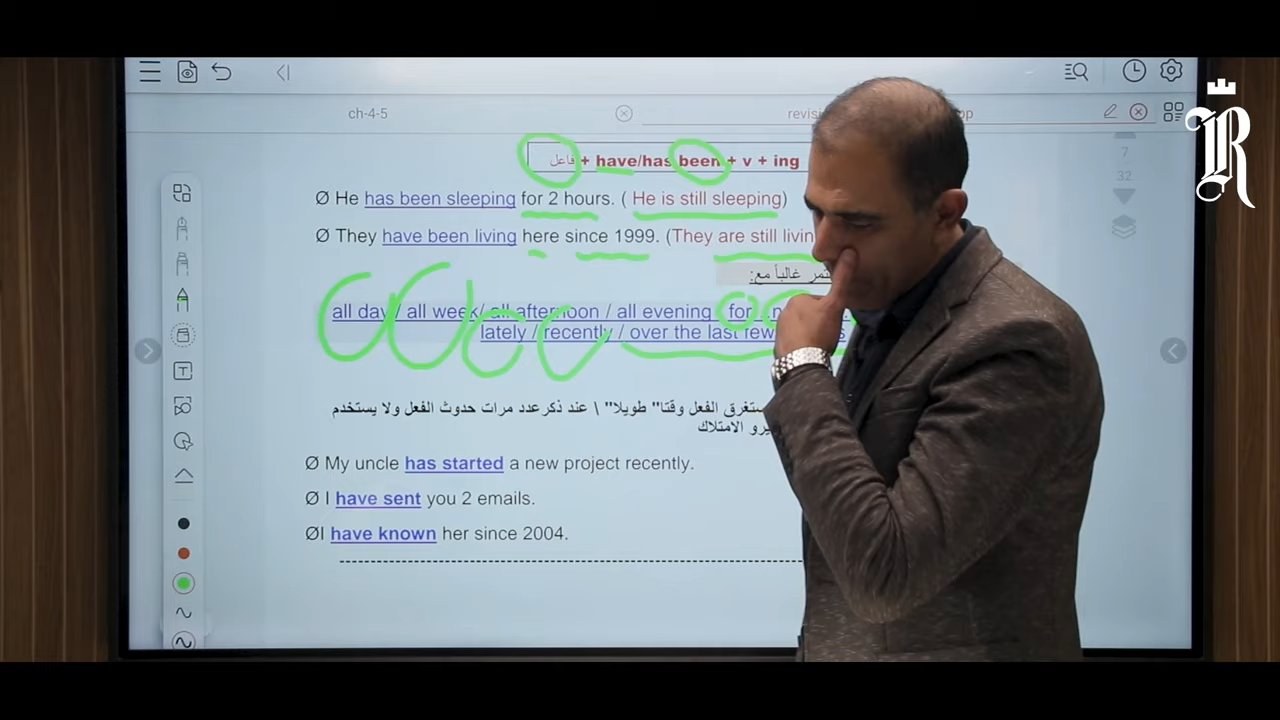 ch-4-5
revisi
op
7
32
فاعل + have/has been + v + ing
Ø He has been sleeping for 2 hours. ( He is still sleeping)
Ø They have been living here since 1999. (They are still livin
غالباً مع:
all day / all week/ all afternoon / all evening for
lately / recently / over the last few
ستغرق الفعل وقتا" طويلا" \ عند ذكر عدد مرات حدوث الفعل ولا يستخدم
الامتلاك
Ø My uncle has started a new project recently.
Ø I have sent you 2 emails.
ØI have known her since 2004.
R